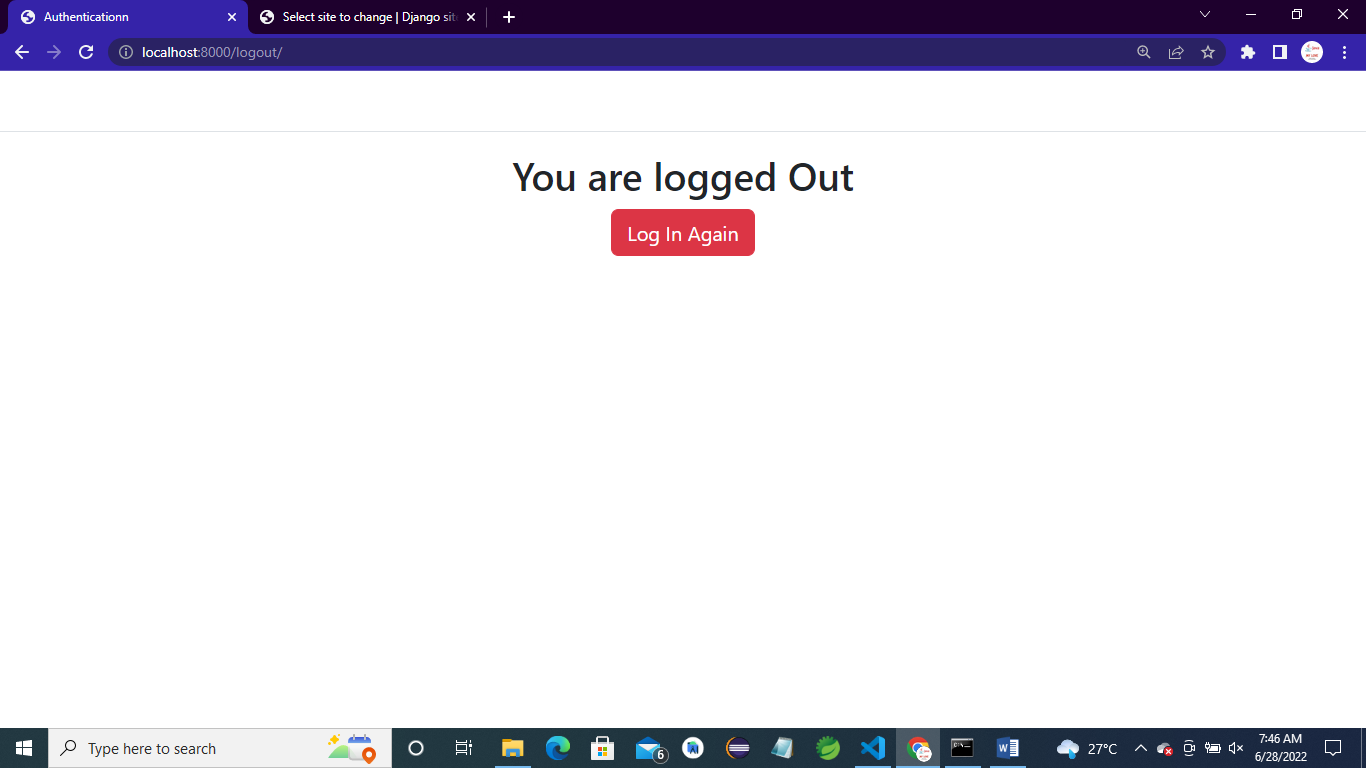 Authenticationn
Select site to change | Django sit
localhost:8000/logout/
You are logged Out
Log In Again
Type here to search
6
27°C
7:46 AM
6/28/2022